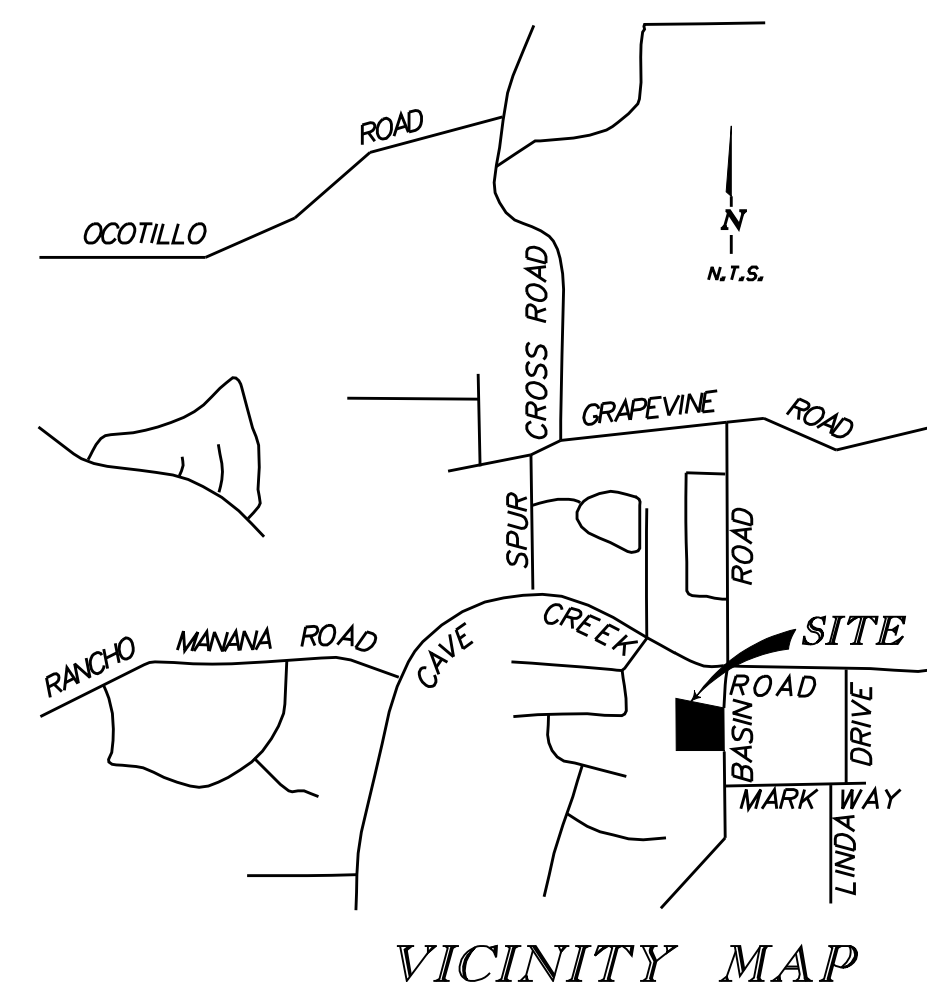 OCOTILLO ROAD
N
N.T.S.
CROSS ROAD
GRAPEVINE ROAD
SPUR
ROAD
RANCHO MANANA ROAD
CAVE CREEK
SITE
ROAD
BASIN
DRIVE
MARK WAY
LINDA
VICINITY MAP